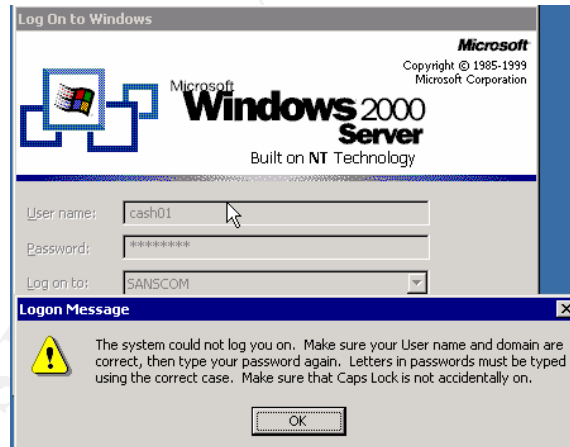 Log On to Windows
Microsoft
Copyright © 1985-1999
Microsoft Corporation
Microsoft
Windows 2000
Server
Built on NT Technology
User name: cash01
Password: ********
Log on to: SANSCOM
Logon Message
The system could not log you on. Make sure your User name and domain are
correct, then type your password again. Letters in passwords must be typed
using the correct case. Make sure that Caps Lock is not accidentally on.
OK